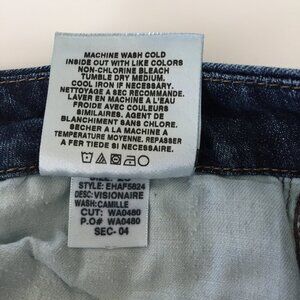 MACHINE WASH COLD
INSIDE OUT WITH LIKE COLORS
NON-CHLORINE BLEACH
TUMBLE DRY MEDIUM.
COOL IRON IF NECESSARY.
NETTOYAGE A SEC RECOMMANDE.
LAVER EN MACHINE A L'EAU
FROIDE AVEC COULEURS
SIMILAIRES. AGENT DE
BLANCHIMENT SANS CHLORE.
SECHER A LA MACHINE A
TEMPERATURE MOYENNE. REPASSER
A FER TIEDE SI NECESSAIRE.
STYLE: EHAF5824
DESC: VISIONAIRE
WASH: CAMILLE
CUT: WA0480
P.O# WA0480
SEC- 04